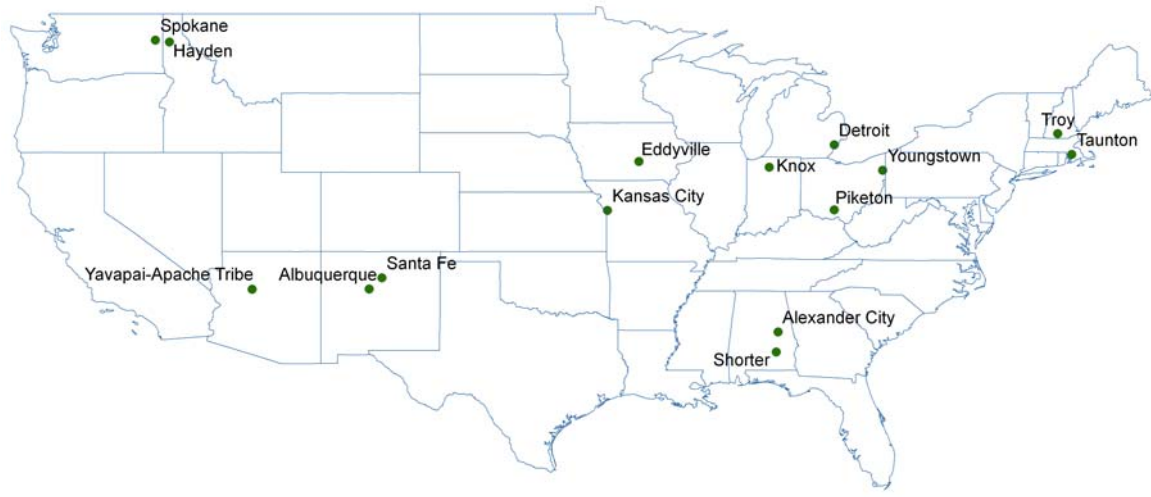 Spokane
Hayden
Troy
Detroit
Taunton
Eddyville
Knox
Youngstown
Kansas City
Piketon
Yavapai-Apache Tribe
Albuquerque
Santa Fe
Alexander City
Shorter